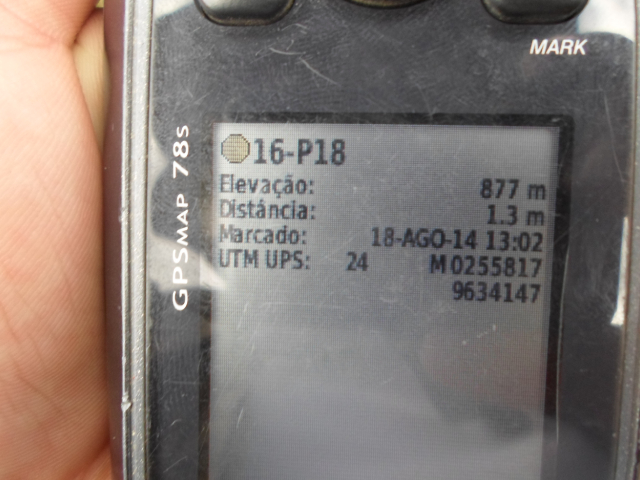 MARK
GPSMAP 78s
16-P18
Elevação: 877 m
Distância: 1.3 m
Marcado: 18-AGO-14 13:02
UTM UPS: 24 M 0255817
9634147